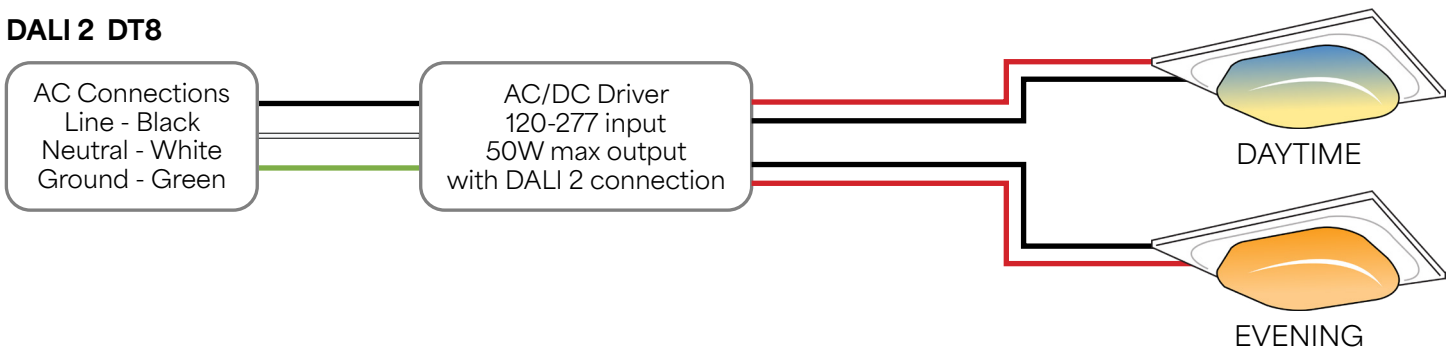 DALI 2 DT8
AC Connections
Line - Black
Neutral - White
Ground - Green
AC/DC Driver
120-277 input
50W max output
with DALI 2 connection
DAYTIME
EVENING